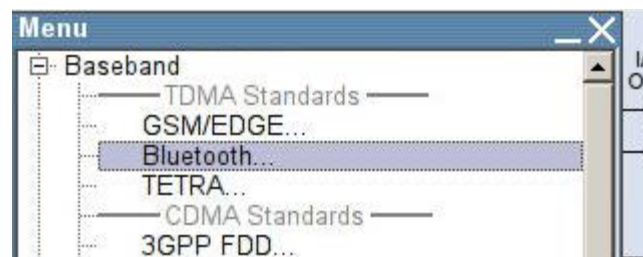 Menu
Baseband
TDMA Standards
GSM/EDGE...
Bluetooth...
TETRA...
CDMA Standards
3GPP FDD...